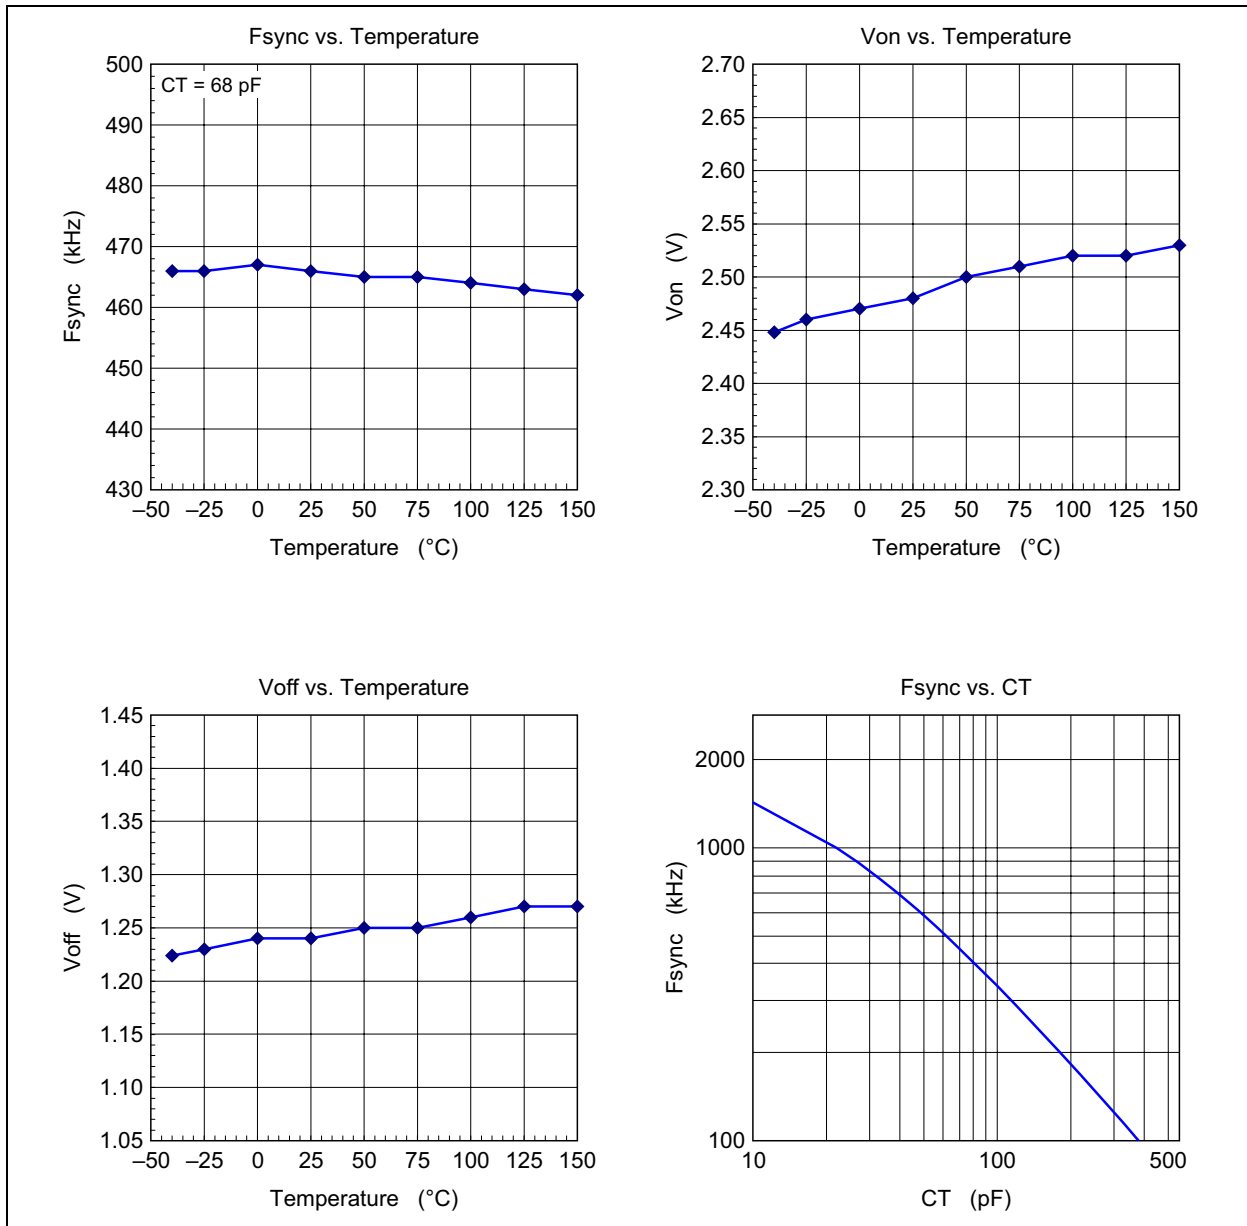 Fsync vs. Temperature
CT = 68 pF
500
490
480
470
460
450
440
430
Fsync (kHz)
–50 –25 0 25 50 75 100 125 150
Temperature (°C)
Von vs. Temperature
2.70
2.65
2.60
2.55
2.50
2.45
2.40
2.35
2.30
Von (V)
–50 –25 0 25 50 75 100 125 150
Temperature (°C)
Voff vs. Temperature
1.45
1.40
1.35
1.30
1.25
1.20
1.15
1.10
1.05
Voff (V)
–50 –25 0 25 50 75 100 125 150
Temperature (°C)
Fsync vs. CT
2000
1000
100
Fsync (kHz)
10 100 500
CT (pF)